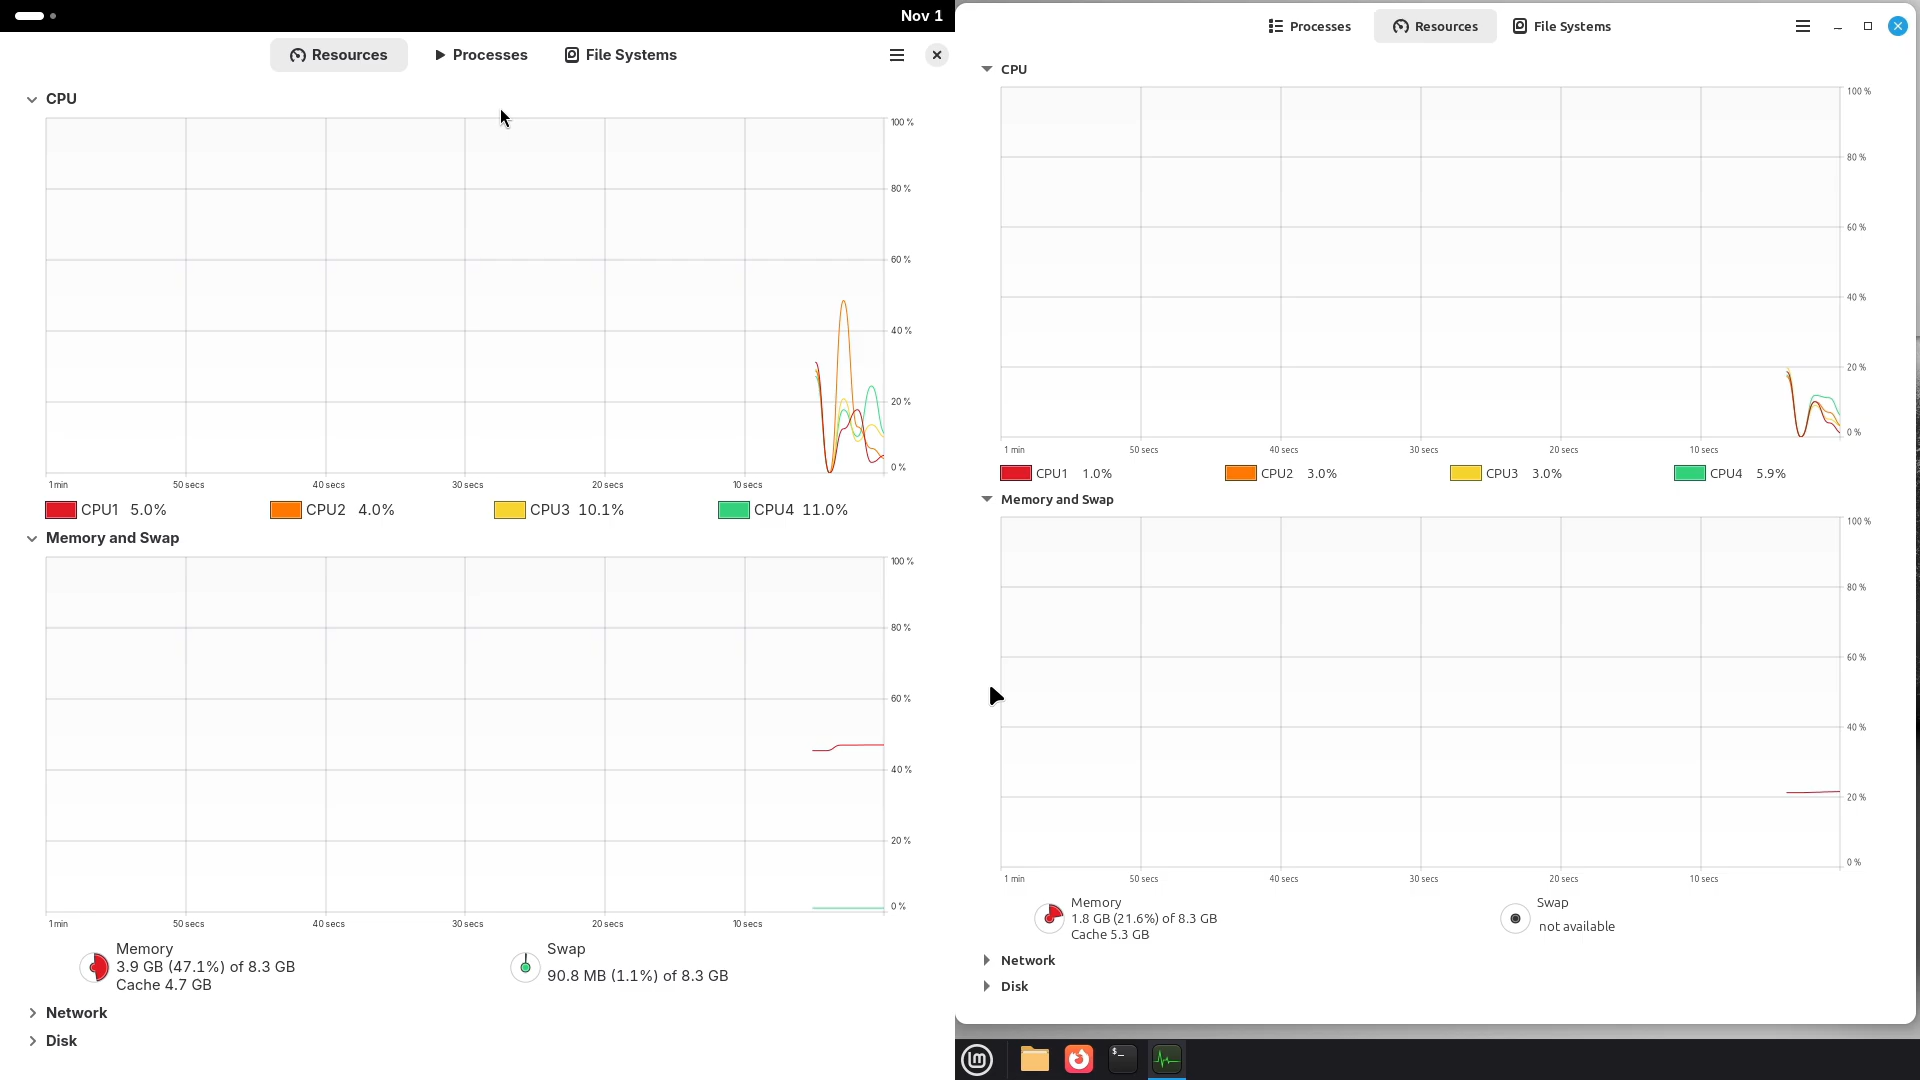 Nov 1
Resources Processes File Systems
CPU
100 %
80 %
60 %
40 %
20 %
0 %
1 min 50 secs 40 secs 30 secs 20 secs 10 secs
CPU1 5.0% CPU2 4.0% CPU3 10.1% CPU4 11.0%
Memory and Swap
100 %
80 %
60 %
40 %
20 %
0 %
1 min 50 secs 40 secs 30 secs 20 secs 10 secs
Memory
3.9 GB (47.1%) of 8.3 GB
Cache 4.7 GB
Swap
90.8 MB (1.1%) of 8.3 GB
Network
Disk
Processes Resources File Systems
CPU
100 %
80 %
60 %
40 %
20 %
0 %
1 min 50 secs 40 secs 30 secs 20 secs 10 secs
CPU1 1.0% CPU2 3.0% CPU3 3.0% CPU4 5.9%
Memory and Swap
100 %
80 %
60 %
40 %
20 %
0 %
1 min 50 secs 40 secs 30 secs 20 secs 10 secs
Memory
1.8 GB (21.6%) of 8.3 GB
Cache 5.3 GB
Swap
not available
Network
Disk
lm $_